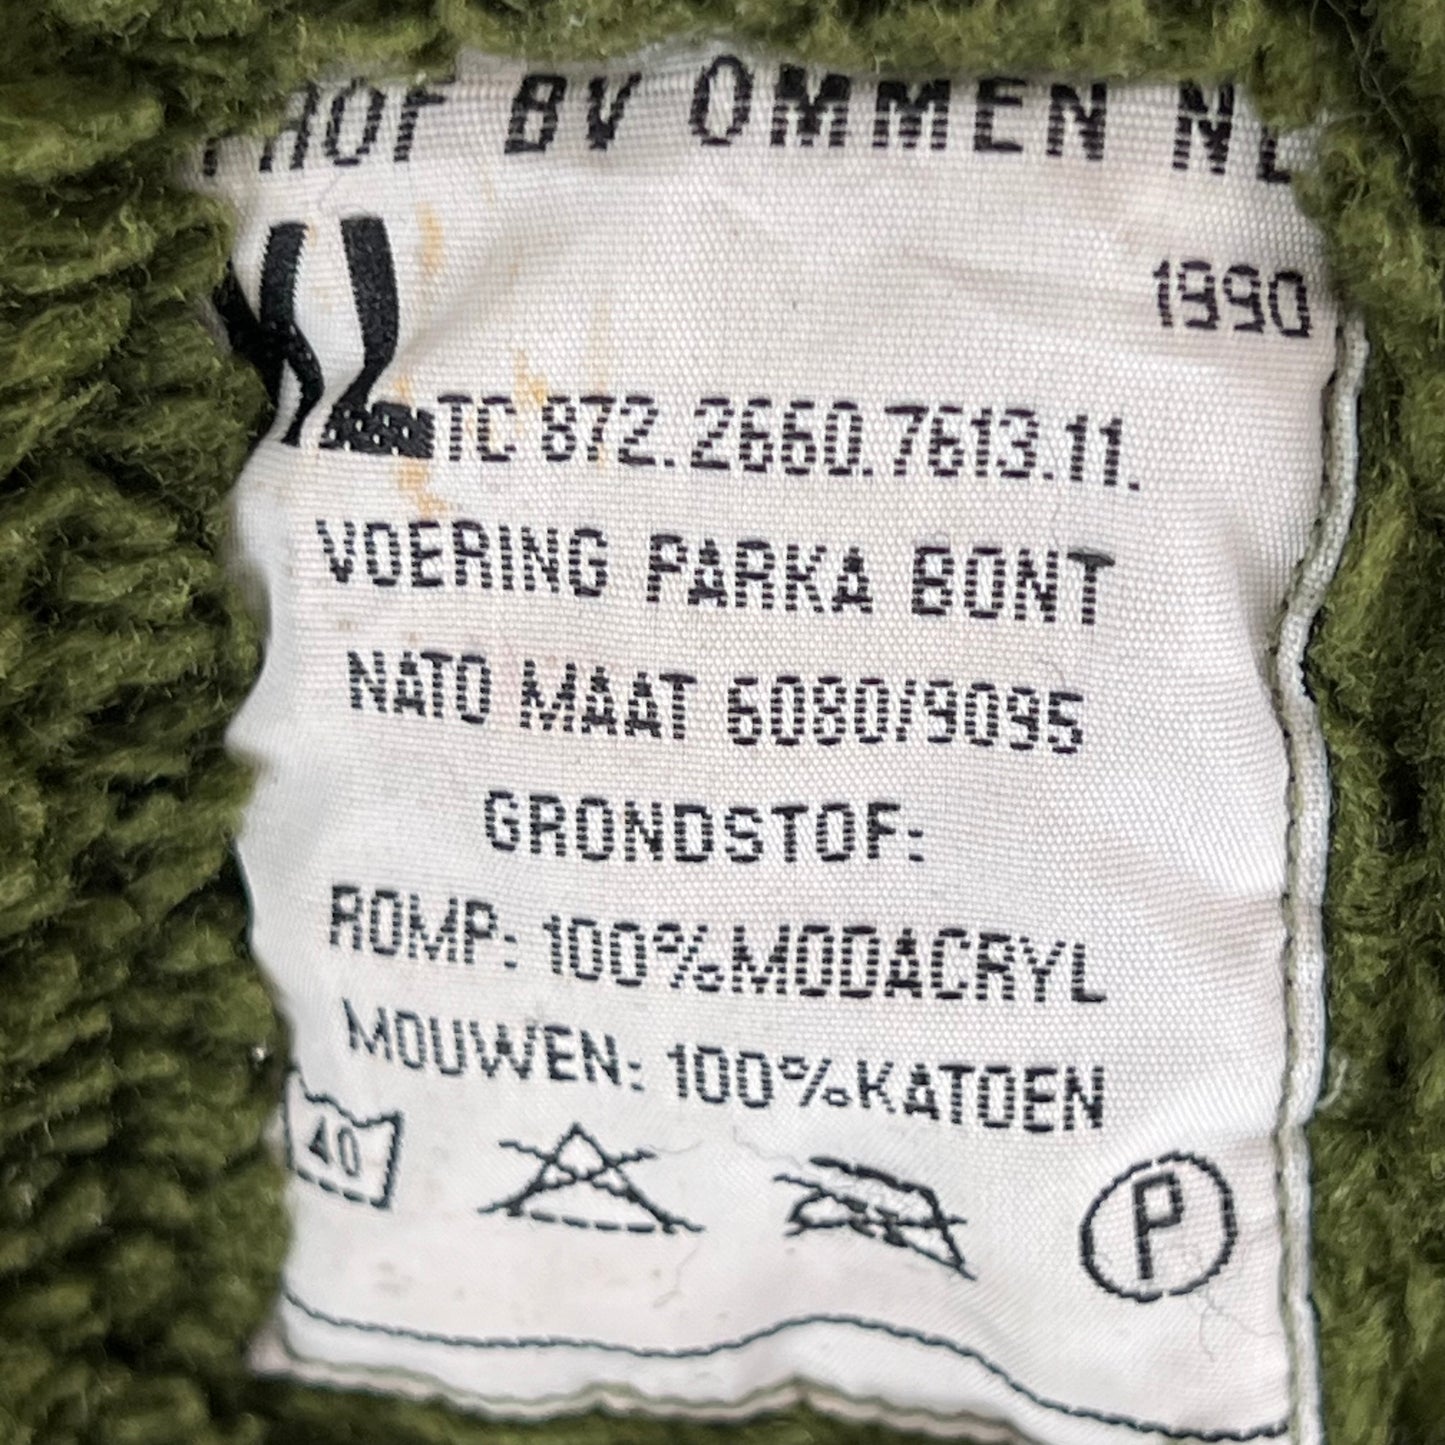 BV OMMEN NL
1990
KL
TC 872.2660.7613.11.
VOERING PARKA BONT
NATO MAAT 6080/9095
GRONDSTOF:
ROMP: 100%MODACRYL
MOUWEN: 100%KATOEN
40
P